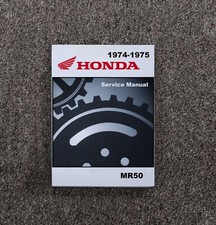 1974-1975
HONDA
Service Manual
MR50